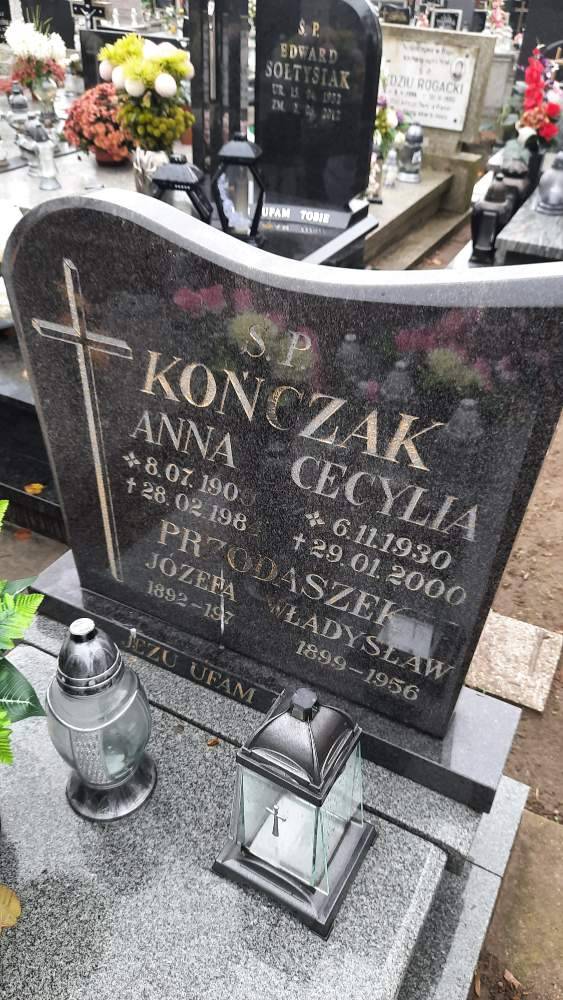 Ś. P.
EDWARD
SOŁTYSIAK
UFAM TOBIE
ROGACKI
Ś. P.
KOŃCZAK
ANNA
CECYLIA
8.07.190
6.11.1930
28.02.198
29.01.2000
PRZODASZEK
JÓZEFA
WŁADYSŁAW
1892-197
1899-1956
JEZU UFAM